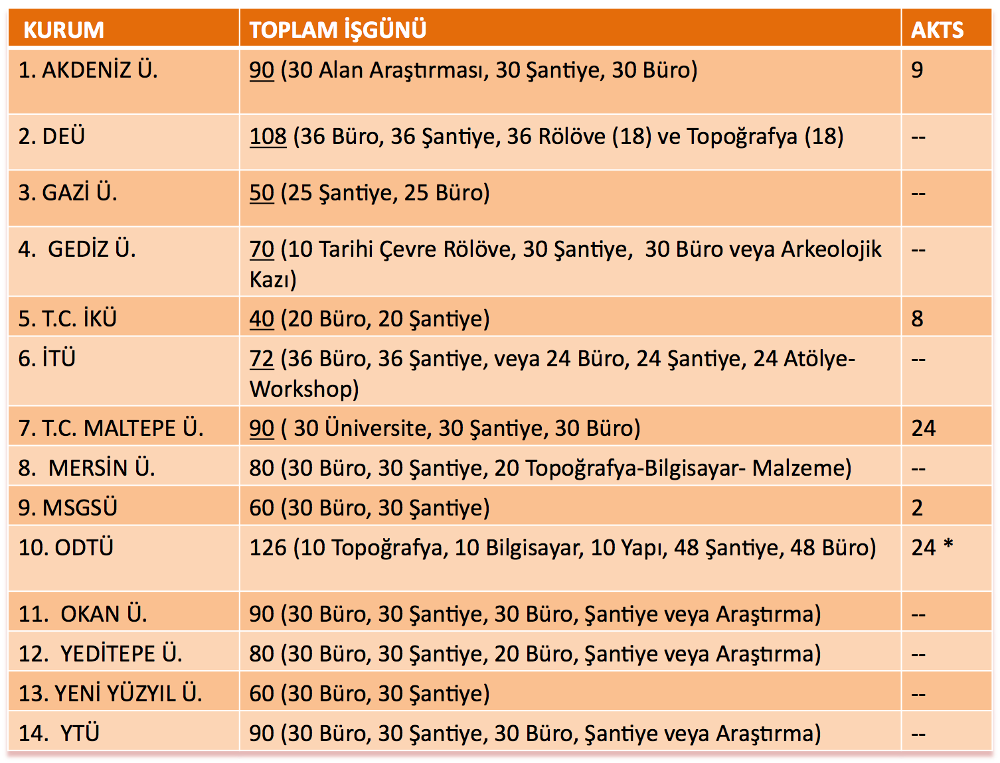 KURUM TOPLAM İŞGÜNÜ AKTS
1. AKDENİZ Ü. 90 (30 Alan Araştırması, 30 Şantiye, 30 Büro) 9
2. DEÜ 108 (36 Büro, 36 Şantiye, 36 Rölöve (18) ve Topoğrafya (18) --
3. GAZİ Ü. 50 (25 Şantiye, 25 Büro) --
4. GEDİZ Ü. 70 (10 Tarihi Çevre Rölöve, 30 Şantiye, 30 Büro veya Arkeolojik --
Kazı)
5. T.C. İKÜ 40 (20 Büro, 20 Şantiye) 8
6. İTÜ 72 (36 Büro, 36 Şantiye, veya 24 Büro, 24 Şantiye, 24 Atölye- --
Workshop)
7. T.C. MALTEPE Ü. 90 ( 30 Üniversite, 30 Şantiye, 30 Büro) 24
8. MERSİN Ü. 80 (30 Büro, 30 Şantiye, 20 Topoğrafya-Bilgisayar- Malzeme) --
9. MSGSÜ 60 (30 Büro, 30 Şantiye) 2
10. ODTÜ 126 (10 Topoğrafya, 10 Bilgisayar, 10 Yapı, 48 Şantiye, 48 Büro) 24 *
11. OKAN Ü. 90 (30 Büro, 30 Şantiye, 30 Büro, Şantiye veya Araştırma) --
12. YEDİTEPE Ü. 80 (30 Büro, 30 Şantiye, 20 Büro, Şantiye veya Araştırma) --
13. YENİ YÜZYIL Ü. 60 (30 Büro, 30 Şantiye) --
14. YTÜ 90 (30 Büro, 30 Şantiye, 30 Büro, Şantiye veya Araştırma) --